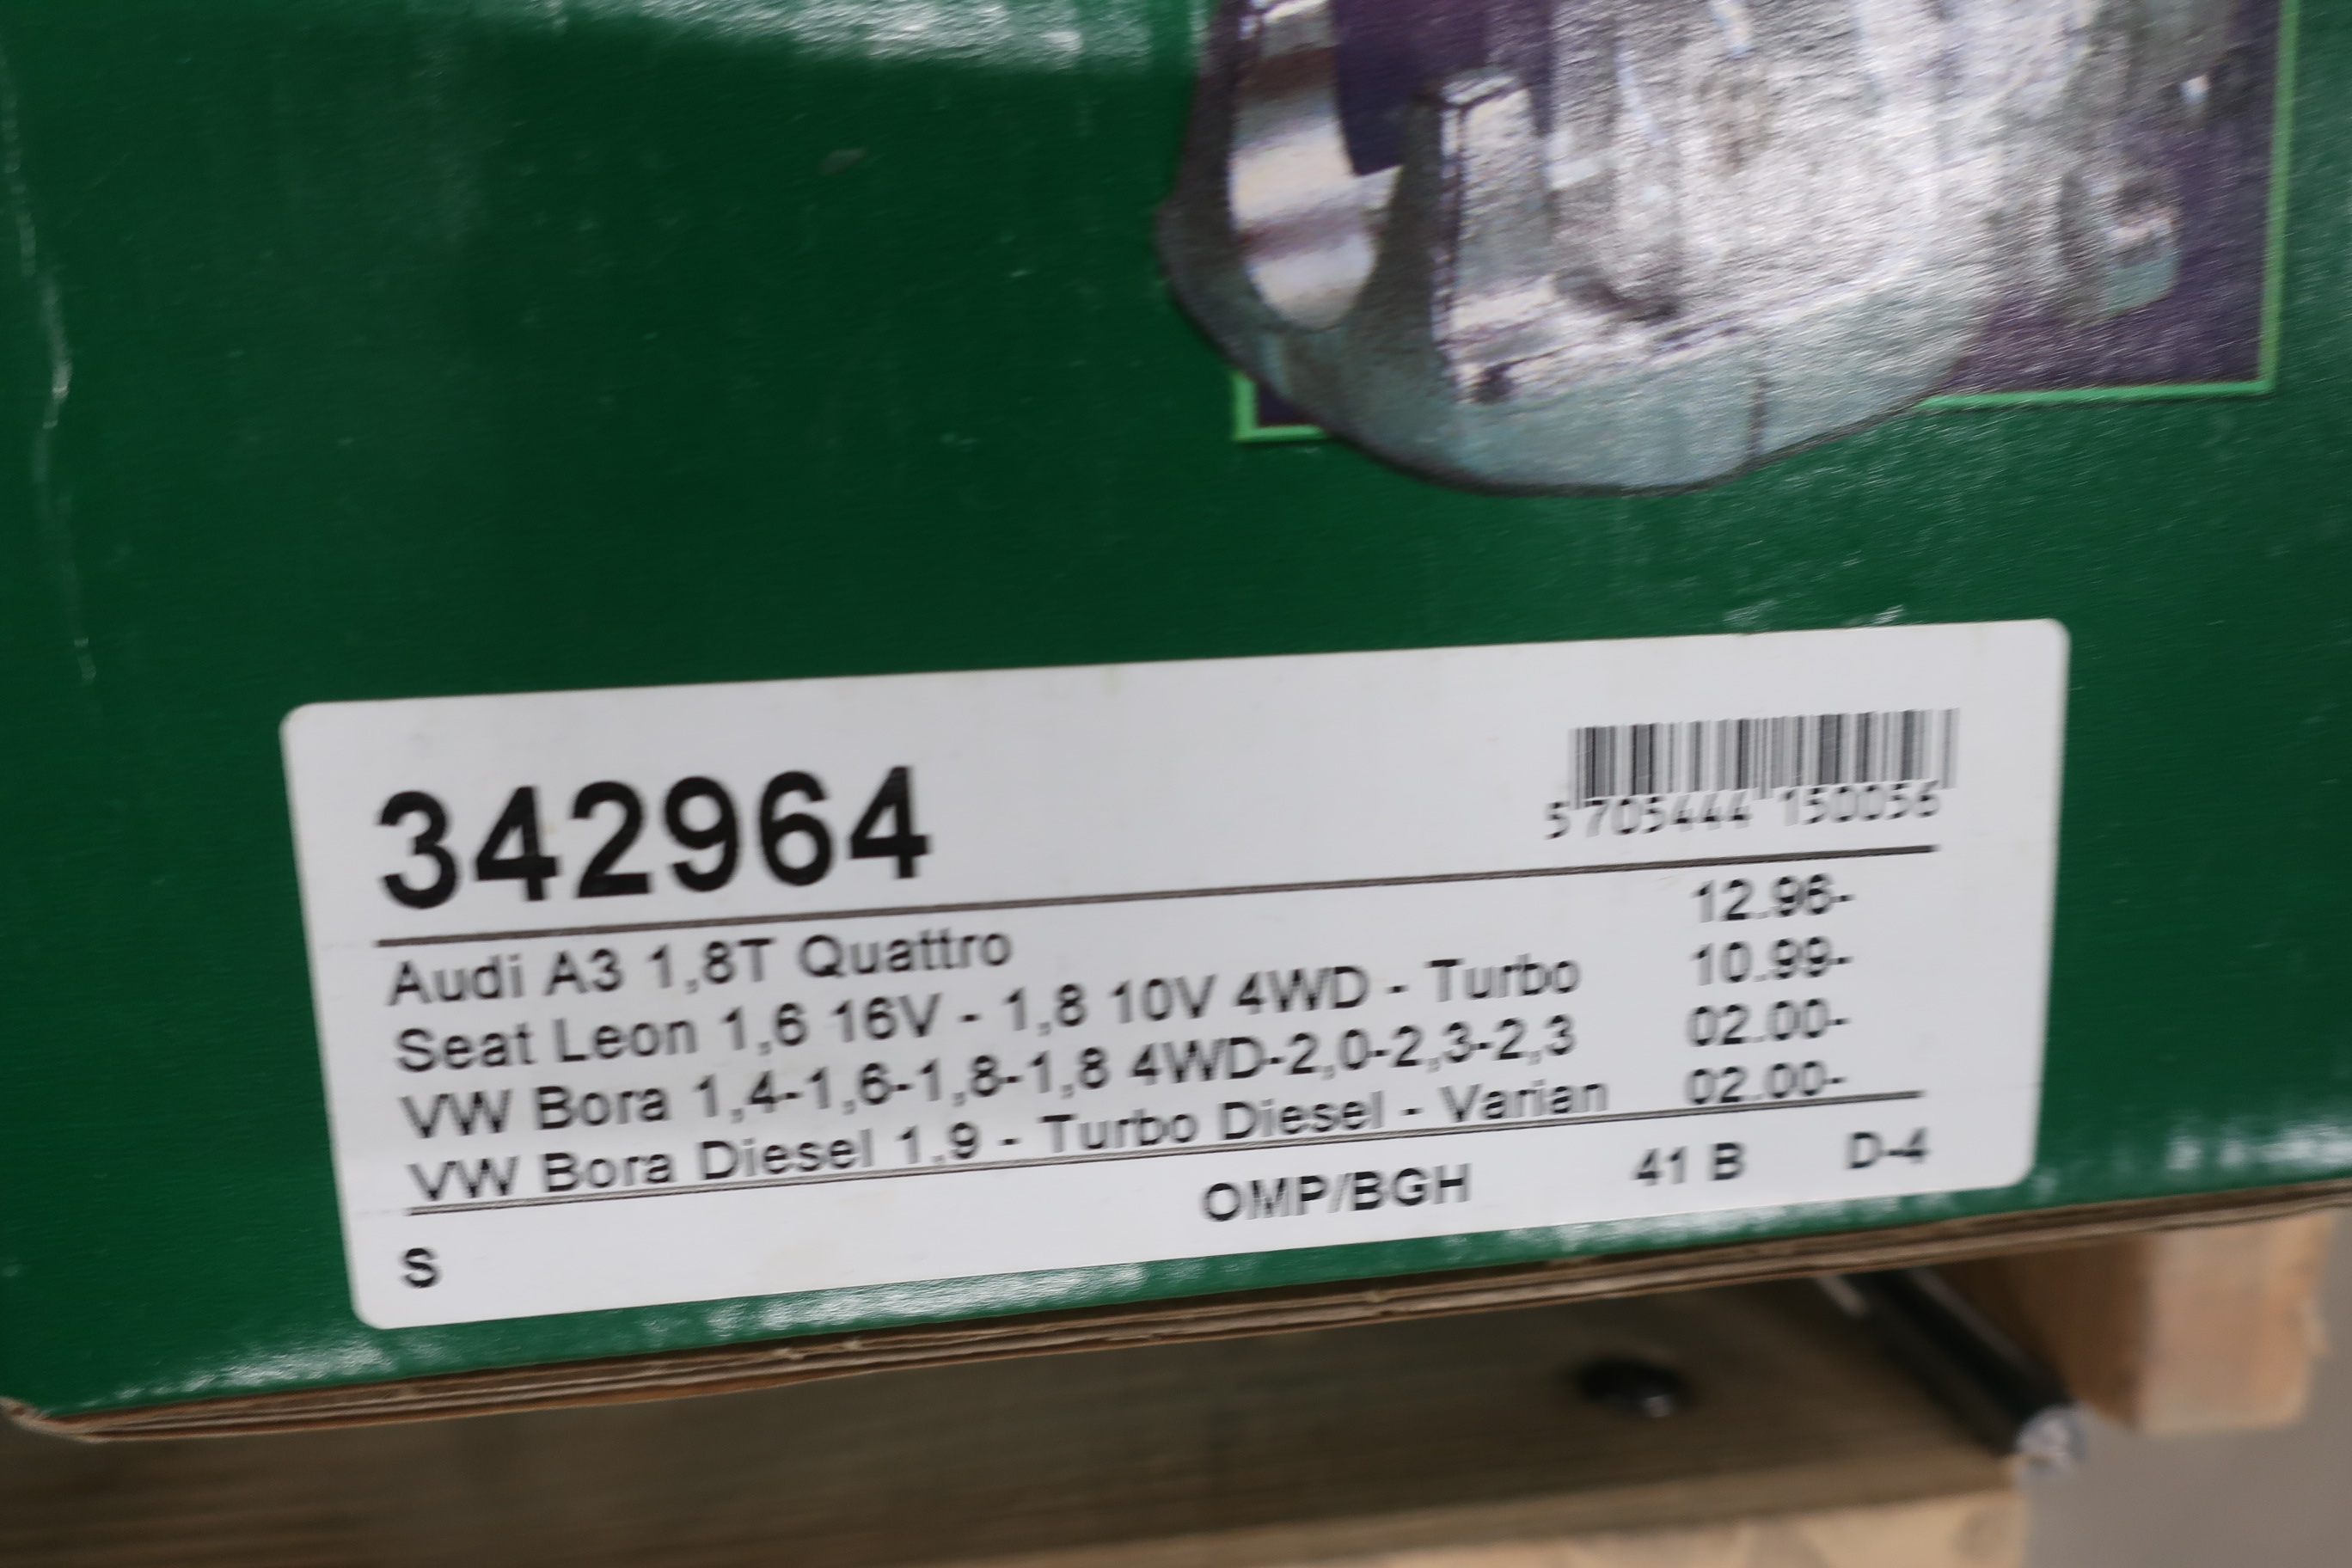 342964
5 705444 150056
Audi A3 1,8T Quattro 12.96-
Seat Leon 1,6 16V - 1,8 10V 4WD - Turbo 10.99-
VW Bora 1,4-1,6-1,8-1,8 4WD-2,0-2,3-2,3 02.00-
VW Bora Diesel 1,9 - Turbo Diesel - Varian 02.00-
S OMP/BGH 41 B D-4